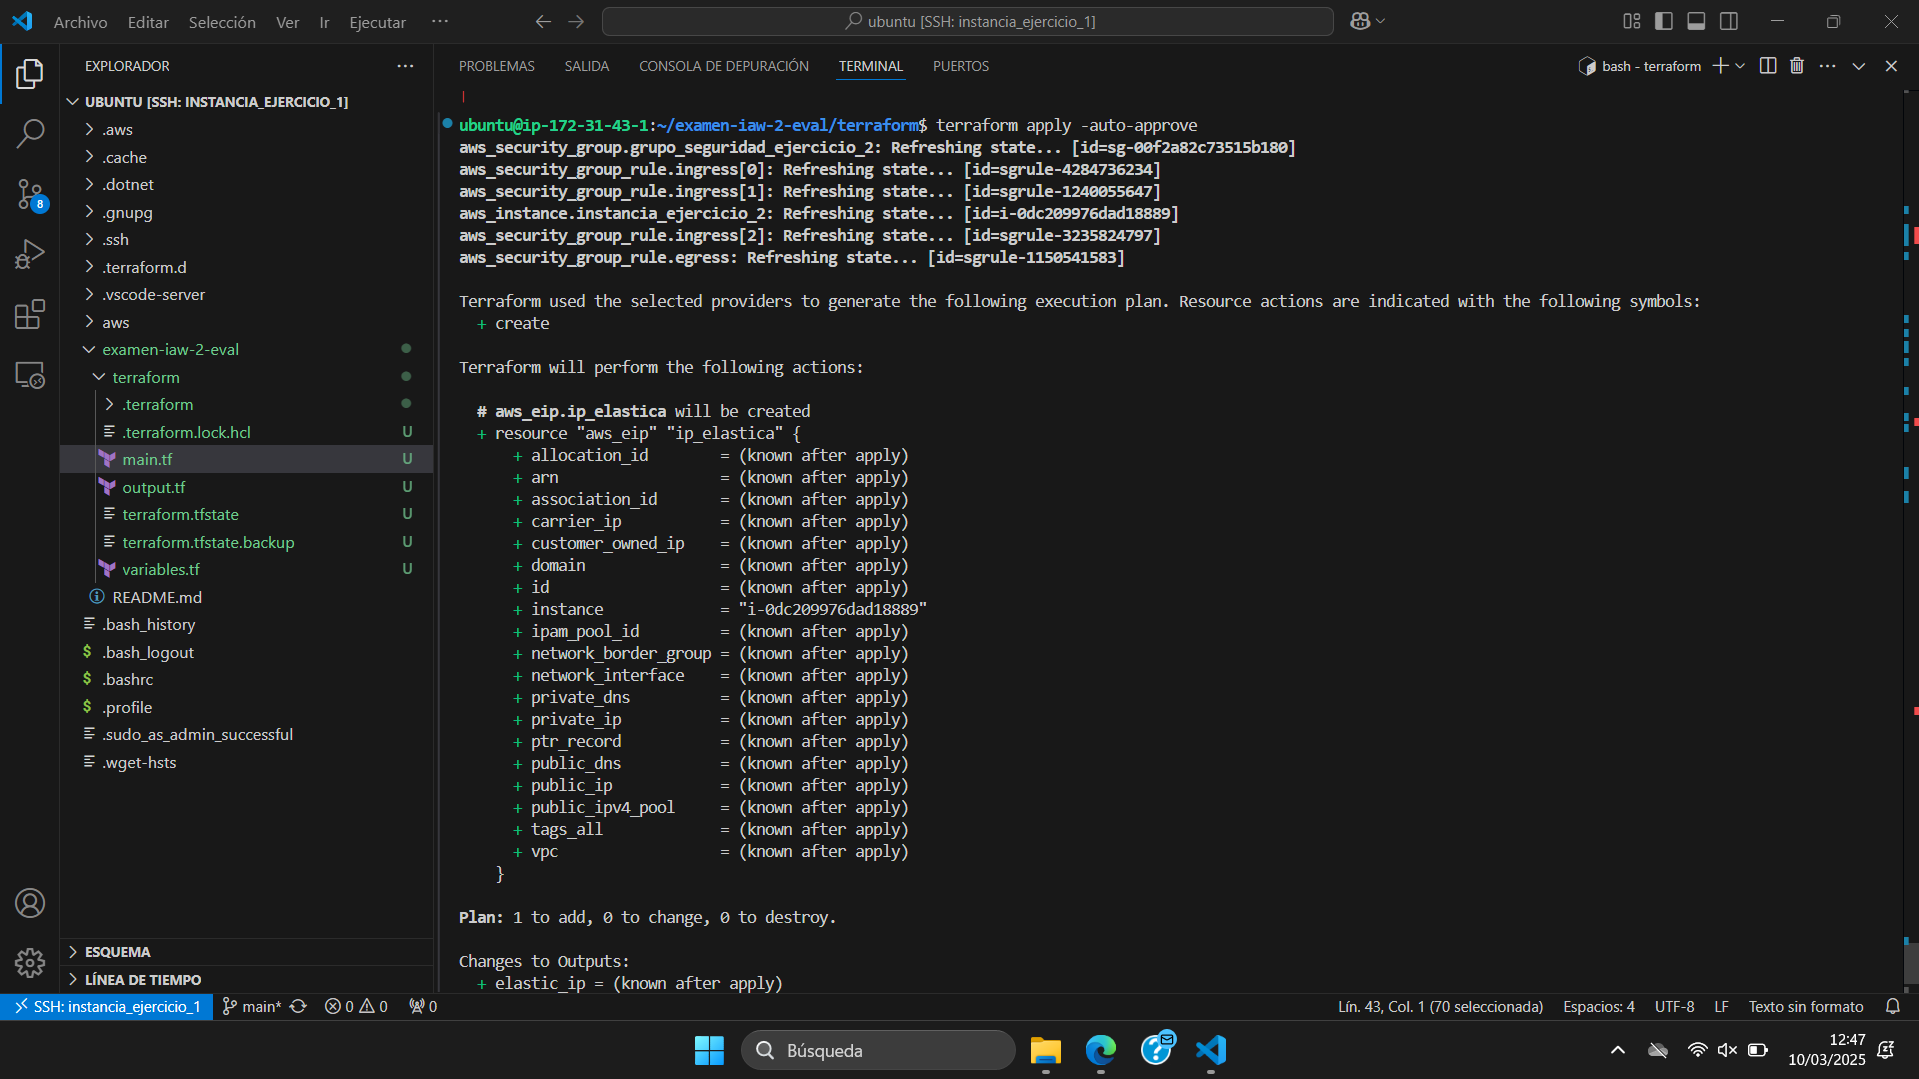 Archivo Editar Selección Ver Ir Ejecutar ···
ubuntu [SSH: instancia_ejercicio_1]
EXPLORADOR
UBUNTU [SSH: INSTANCIA_EJERCICIO_1]
.aws
.cache
.dotnet
.gnupg
.ssh
.terraform.d
.vscode-server
aws
examen-iaw-2-eval
terraform
.terraform
.terraform.lock.hcl U
main.tf U
output.tf U
terraform.tfstate U
terraform.tfstate.backup U
variables.tf U
README.md
.bash_history
$ .bash_logout
$ .bashrc
$ .profile
.sudo_as_admin_successful
.wget-hsts
ESQUEMA
LÍNEA DE TIEMPO
8
PROBLEMAS SALIDA CONSOLA DE DEPURACIÓN TERMINAL PUERTOS
bash - terraform
ubuntu@ip-172-31-43-1:~/examen-iaw-2-eval/terraform$ terraform apply -auto-approve
aws_security_group.grupo_seguridad_ejercicio_2: Refreshing state... [id=sg-00f2a82c73515b180]
aws_security_group_rule.ingress[0]: Refreshing state... [id=sgrule-4284736234]
aws_security_group_rule.ingress[1]: Refreshing state... [id=sgrule-1240055647]
aws_instance.instancia_ejercicio_2: Refreshing state... [id=i-0dc209976dad18889]
aws_security_group_rule.ingress[2]: Refreshing state... [id=sgrule-3235824797]
aws_security_group_rule.egress: Refreshing state... [id=sgrule-1150541583]
Terraform used the selected providers to generate the following execution plan. Resource actions are indicated with the following symbols:
+ create
Terraform will perform the following actions:
# aws_eip.ip_elastica will be created
+ resource "aws_eip" "ip_elastica" {
+ allocation_id = (known after apply)
+ arn = (known after apply)
+ association_id = (known after apply)
+ carrier_ip = (known after apply)
+ customer_owned_ip = (known after apply)
+ domain = (known after apply)
+ id = (known after apply)
+ instance = "i-0dc209976dad18889"
+ ipam_pool_id = (known after apply)
+ network_border_group = (known after apply)
+ network_interface = (known after apply)
+ private_dns = (known after apply)
+ private_ip = (known after apply)
+ ptr_record = (known after apply)
+ public_dns = (known after apply)
+ public_ip = (known after apply)
+ public_ipv4_pool = (known after apply)
+ tags_all = (known after apply)
+ vpc = (known after apply)
}
Plan: 1 to add, 0 to change, 0 to destroy.
Changes to Outputs:
+ elastic_ip = (known after apply)
SSH: instancia_ejercicio_1 main* 0 0 0
Lín. 43, Col. 1 (70 seleccionada) Espacios: 4 UTF-8 LF Texto sin formato
Búsqueda
12:47
10/03/2025